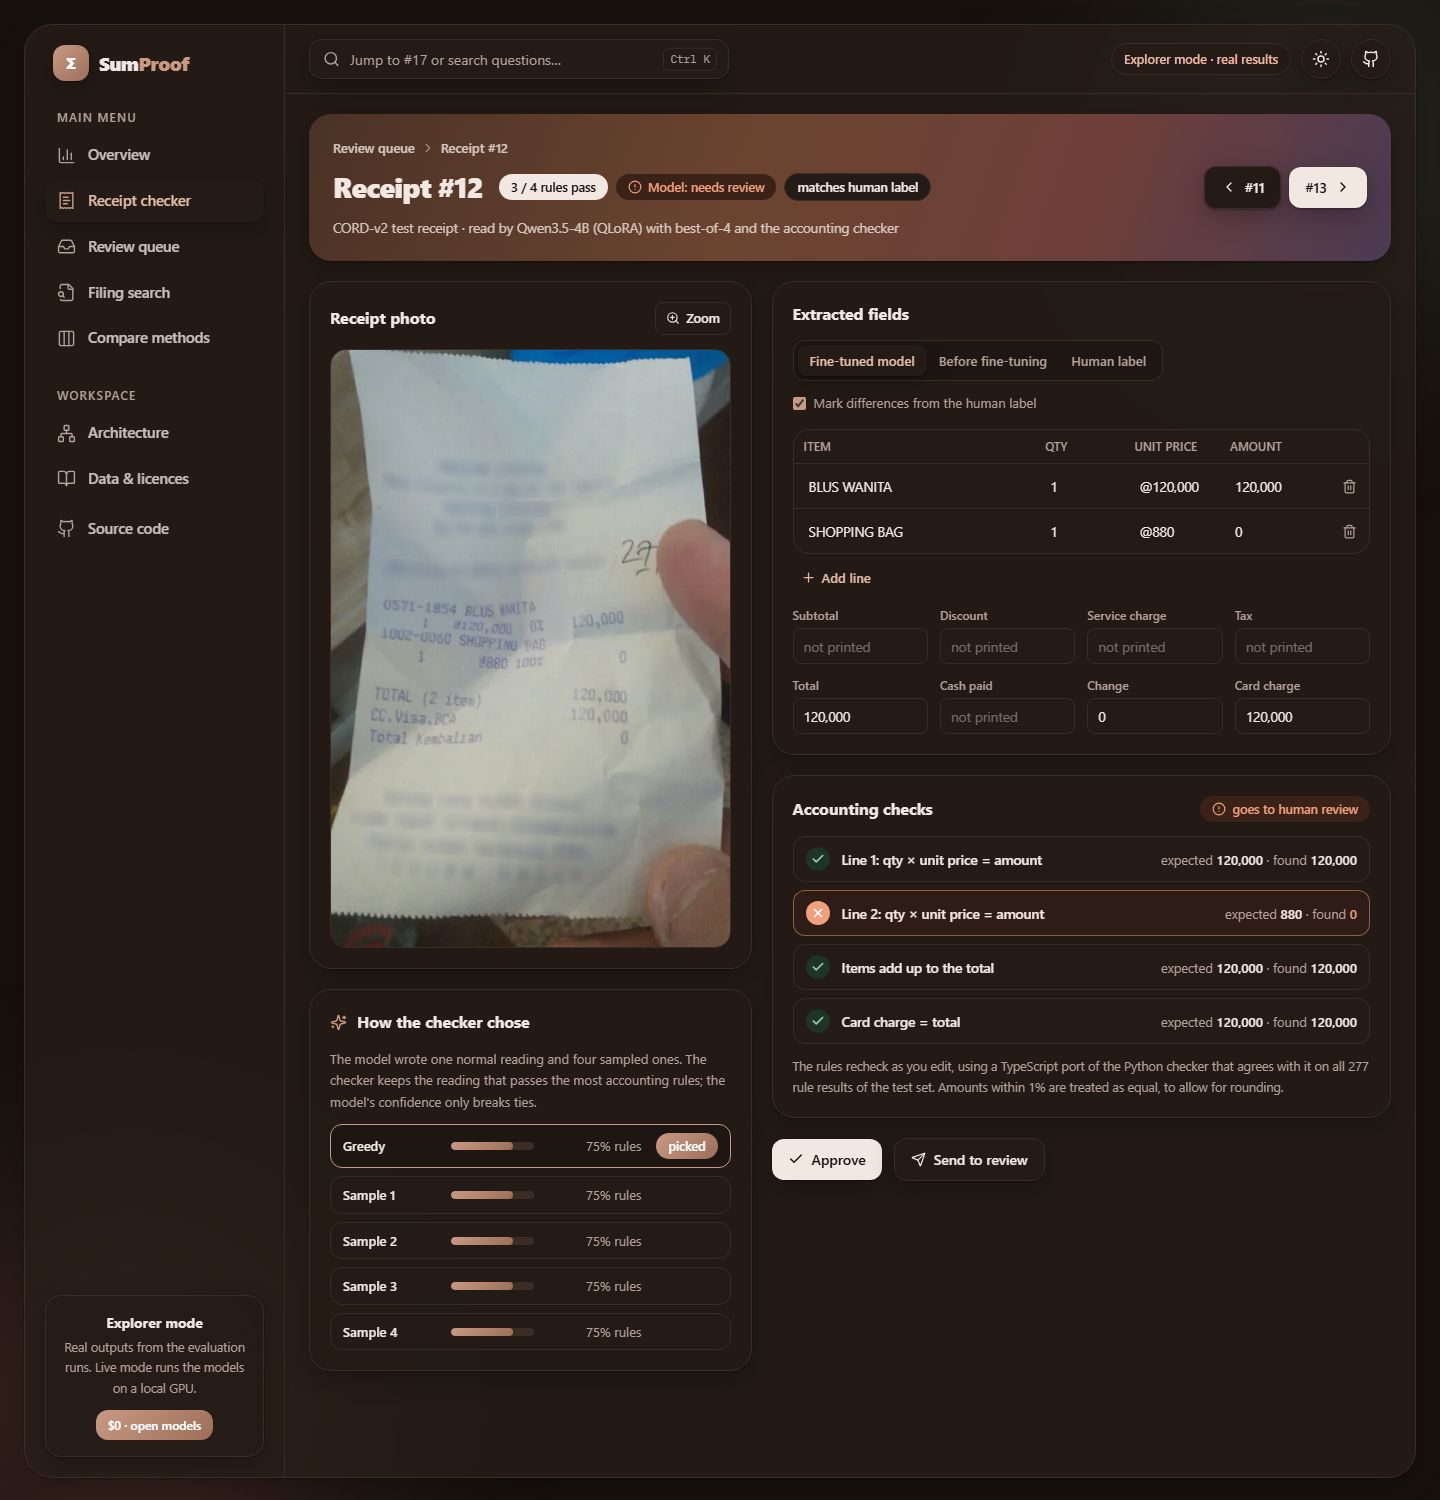 Σ SumProof
MAIN MENU
Overview
Receipt checker
Review queue
Filing search
Compare methods
WORKSPACE
Architecture
Data & licences
Source code
Explorer mode
Real outputs from the evaluation
runs. Live mode runs the models
on a local GPU.
$0 · open models
Jump to #17 or search questions...
Ctrl K
Explorer mode · real results
Review queue > Receipt #12
Receipt #12
3 / 4 rules pass
Model: needs review
matches human label
#11
#13
CORD-v2 test receipt · read by Qwen3.5-4B (QLoRA) with best-of-4 and the accounting checker
Receipt photo
Zoom
27
0571-1854 BLUS WANITA
1 @120,000 0% 120,000
1002-0060 SHOPPING BAG
1 @880 100% 0
TOTAL (2 item) 120,000
CC.Visa.BCA 120,000
Total Kembalian 0
How the checker chose
The model wrote one normal reading and four sampled ones. The
checker keeps the reading that passes the most accounting rules; the
model's confidence only breaks ties.
Greedy 75% rules picked
Sample 1 75% rules
Sample 2 75% rules
Sample 3 75% rules
Sample 4 75% rules
Extracted fields
Fine-tuned model Before fine-tuning Human label
Mark differences from the human label
ITEM QTY UNIT PRICE AMOUNT
BLUS WANITA 1 @120,000 120,000
SHOPPING BAG 1 @880 0
+ Add line
Subtotal Discount Service charge Tax
not printed not printed not printed not printed
Total Cash paid Change Card charge
120,000 not printed 0 120,000
Accounting checks
goes to human review
Line 1: qty × unit price = amount expected 120,000 · found 120,000
Line 2: qty × unit price = amount expected 880 · found 0
Items add up to the total expected 120,000 · found 120,000
Card charge = total expected 120,000 · found 120,000
The rules recheck as you edit, using a TypeScript port of the Python checker that agrees with it on all 277
rule results of the test set. Amounts within 1% are treated as equal, to allow for rounding.
Approve
Send to review